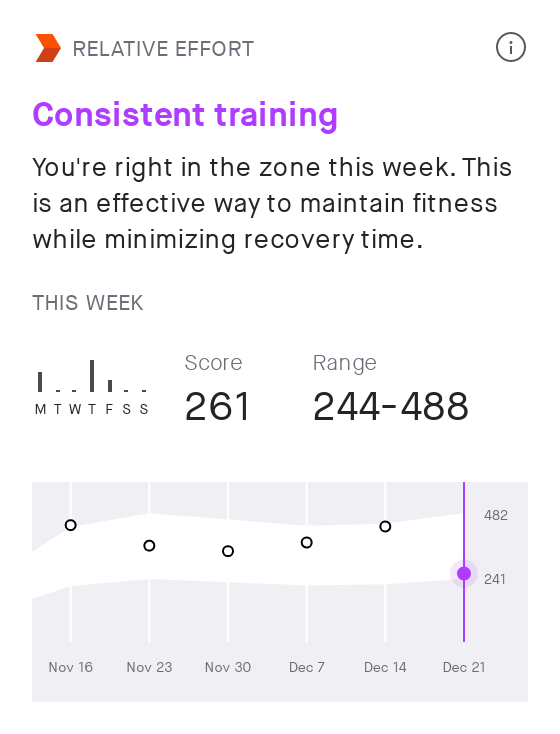 RELATIVE EFFORT
Consistent training
You're right in the zone this week. This
is an effective way to maintain fitness
while minimizing recovery time.
THIS WEEK
Score
Range
M T W T F S S
261
244-488
482
241
Nov 16
Nov 23
Nov 30
Dec 7
Dec 14
Dec 21